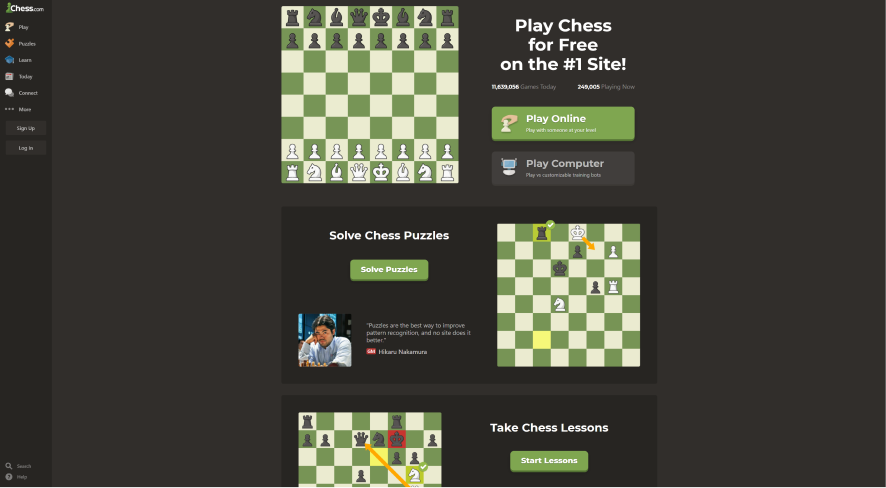 Chess.com
Play
Puzzles
Learn
Today
Connect
More
Sign Up
Log In
Search
Help
Play Chess
for Free
on the #1 Site!
11,639,056 Games Today
249,005 Playing Now
Play Online
Play with someone at your level
Play Computer
Play vs customizable training bots
Solve Chess Puzzles
Solve Puzzles
"Puzzles are the best way to improve
pattern recognition, and no site does it
better."
GM Hikaru Nakamura
Take Chess Lessons
Start Lessons